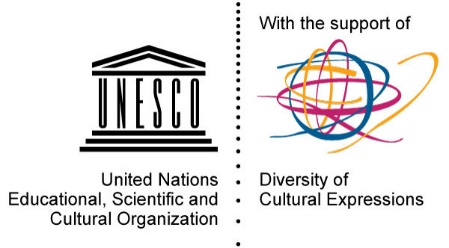 UNESCO
United Nations
Educational, Scientific and
Cultural Organization
With the support of
Diversity of
Cultural Expressions